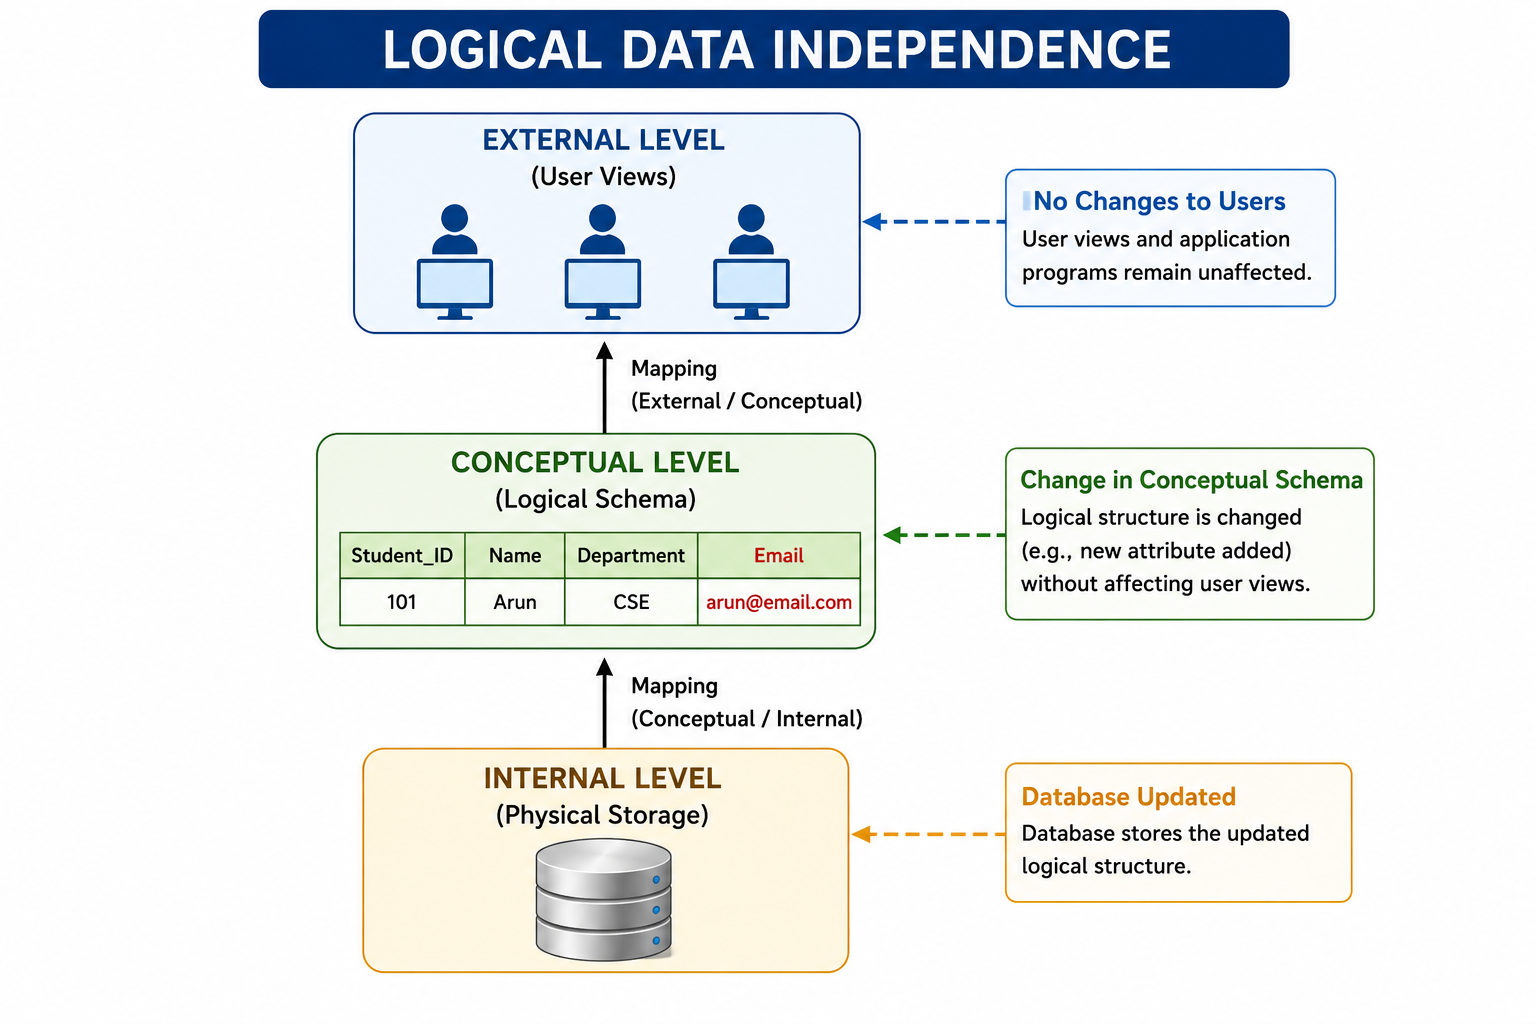 LOGICAL DATA INDEPENDENCE
EXTERNAL LEVEL
(User Views)
No Changes to Users
User views and application
programs remain unaffected.
Mapping
(External / Conceptual)
CONCEPTUAL LEVEL
(Logical Schema)
Student_ID Name Department Email
101 Arun CSE arun@email.com
Change in Conceptual Schema
Logical structure is changed
(e.g., new attribute added)
without affecting user views.
Mapping
(Conceptual / Internal)
INTERNAL LEVEL
(Physical Storage)
Database Updated
Database stores the updated
logical structure.